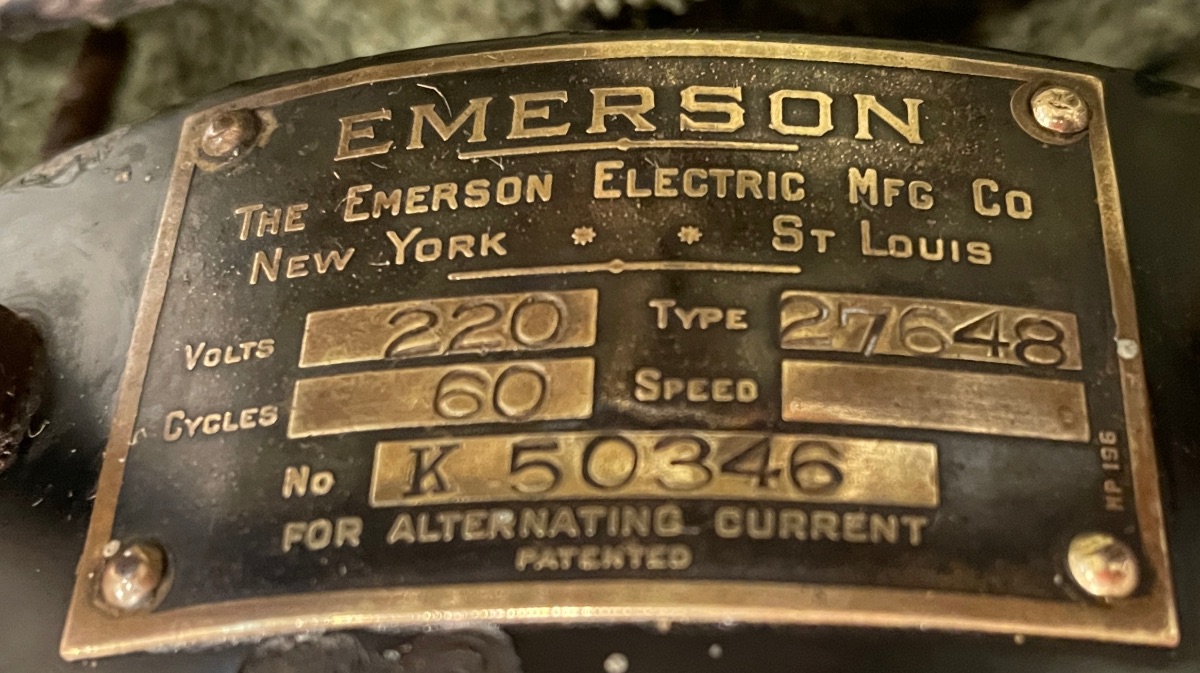 EMERSON
THE EMERSON ELECTRIC MFG CO
NEW YORK * * ST LOUIS
VOLTS 220 TYPE 27648
CYCLES 60 SPEED
No K 50346
FOR ALTERNATING CURRENT
PATENTED
NP 196